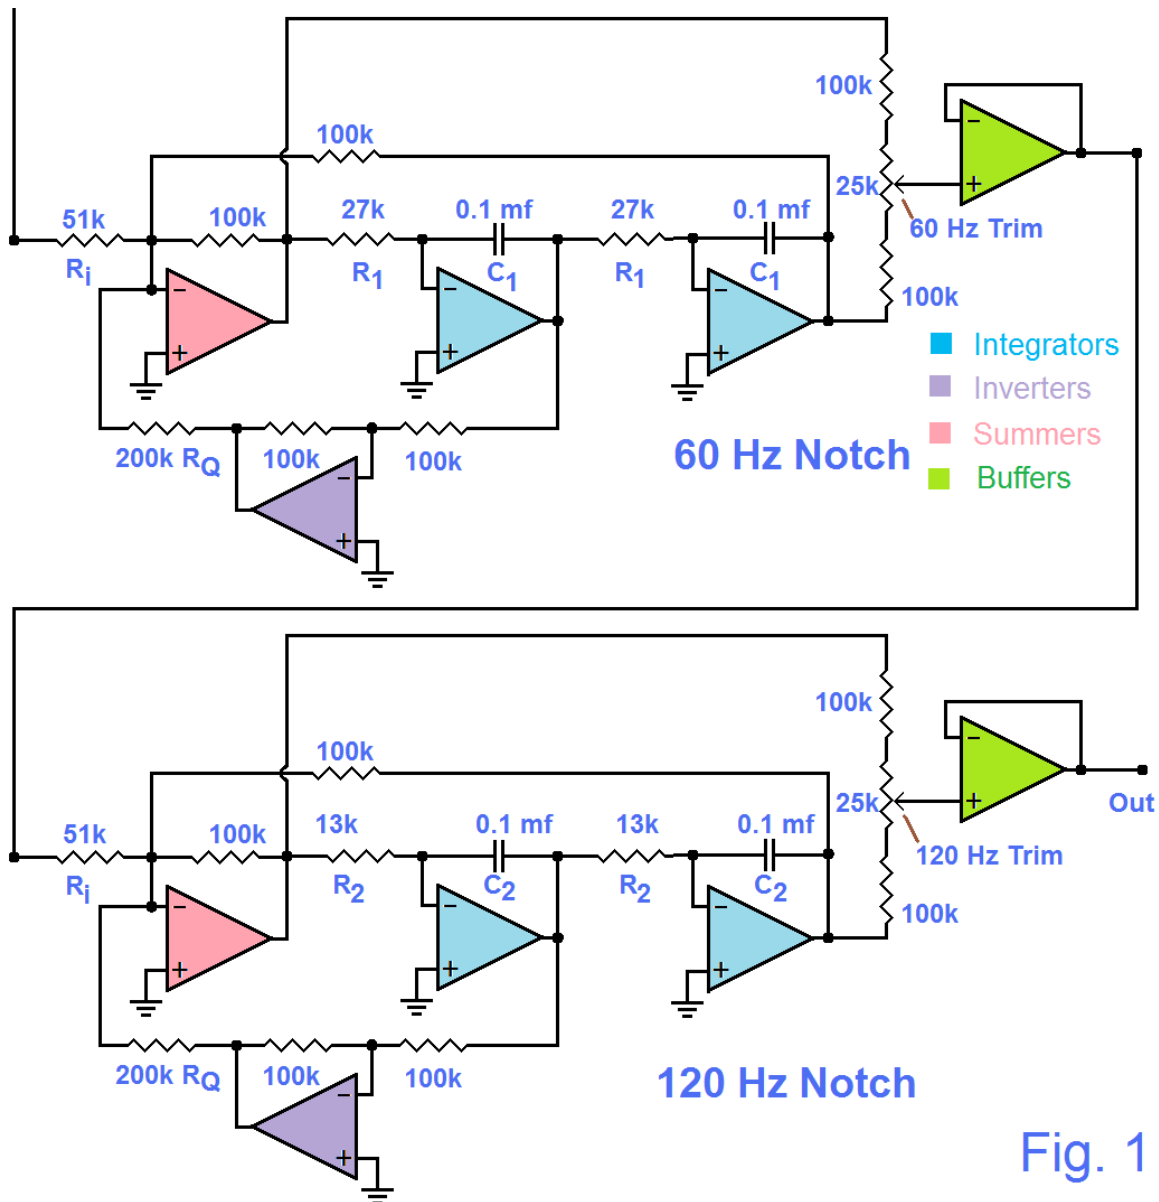 100k
100k
25k
51k
100k
27k
0.1 mf
27k
0.1 mf
60 Hz Trim
Ri
R1
C1
R1
C1
100k
Integrators
Inverters
Summers
Buffers
200k RQ
100k
100k
60 Hz Notch
100k
100k
25k
Out
51k
100k
13k
0.1 mf
13k
0.1 mf
120 Hz Trim
Ri
R2
C2
R2
C2
100k
200k RQ
100k
100k
120 Hz Notch
Fig. 1